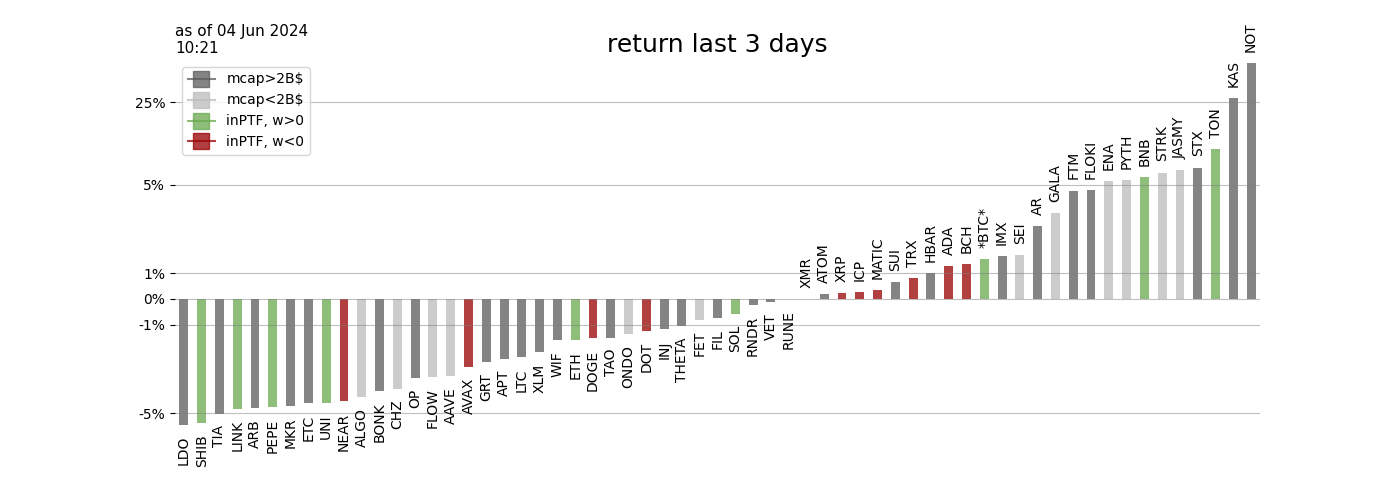 as of 04 Jun 2024
10:21
return last 3 days
mcap>2B$
mcap<2B$
inPTF, w>0
inPTF, w<0
25%
5%
1%
0%
-1%
-5%
LDO
SHIB
TIA
LINK
ARB
PEPE
MKR
ETC
UNI
NEAR
ALGO
BONK
CHZ
OP
FLOW
AAVE
AVAX
GRT
APT
LTC
XLM
WIF
ETH
DOGE
TAO
ONDO
DOT
INJ
THETA
FET
FIL
SOL
RNDR
VET
RUNE
XMR
ATOM
XRP
ICP
MATIC
SUI
TRX
HBAR
ADA
BCH
*BTC*
IMX
SEI
AR
GALA
FTM
FLOKI
ENA
PYTH
BNB
STRK
JASMY
STX
TON
KAS
NOT